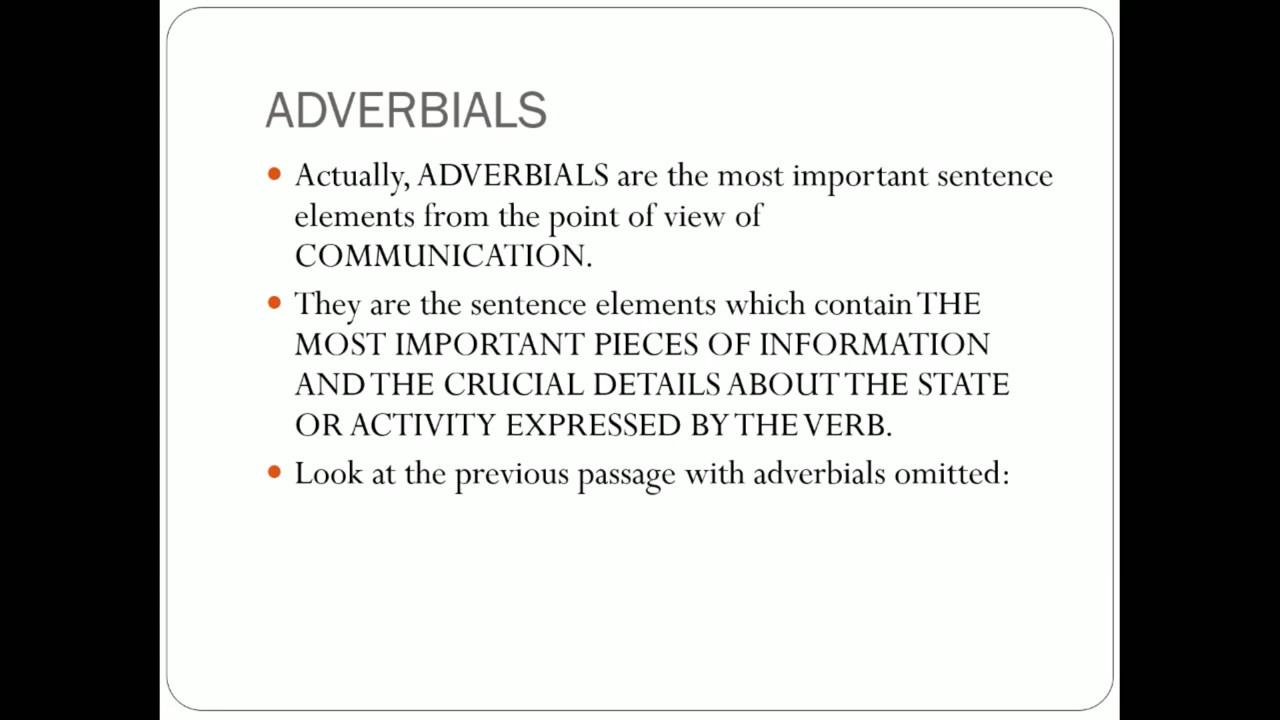 ADVERBIALS
• Actually, ADVERBIALS are the most important sentence
elements from the point of view of
COMMUNICATION.
• They are the sentence elements which contain THE
MOST IMPORTANT PIECES OF INFORMATION
AND THE CRUCIAL DETAILS ABOUT THE STATE
OR ACTIVITY EXPRESSED BY THE VERB.
• Look at the previous passage with adverbials omitted: